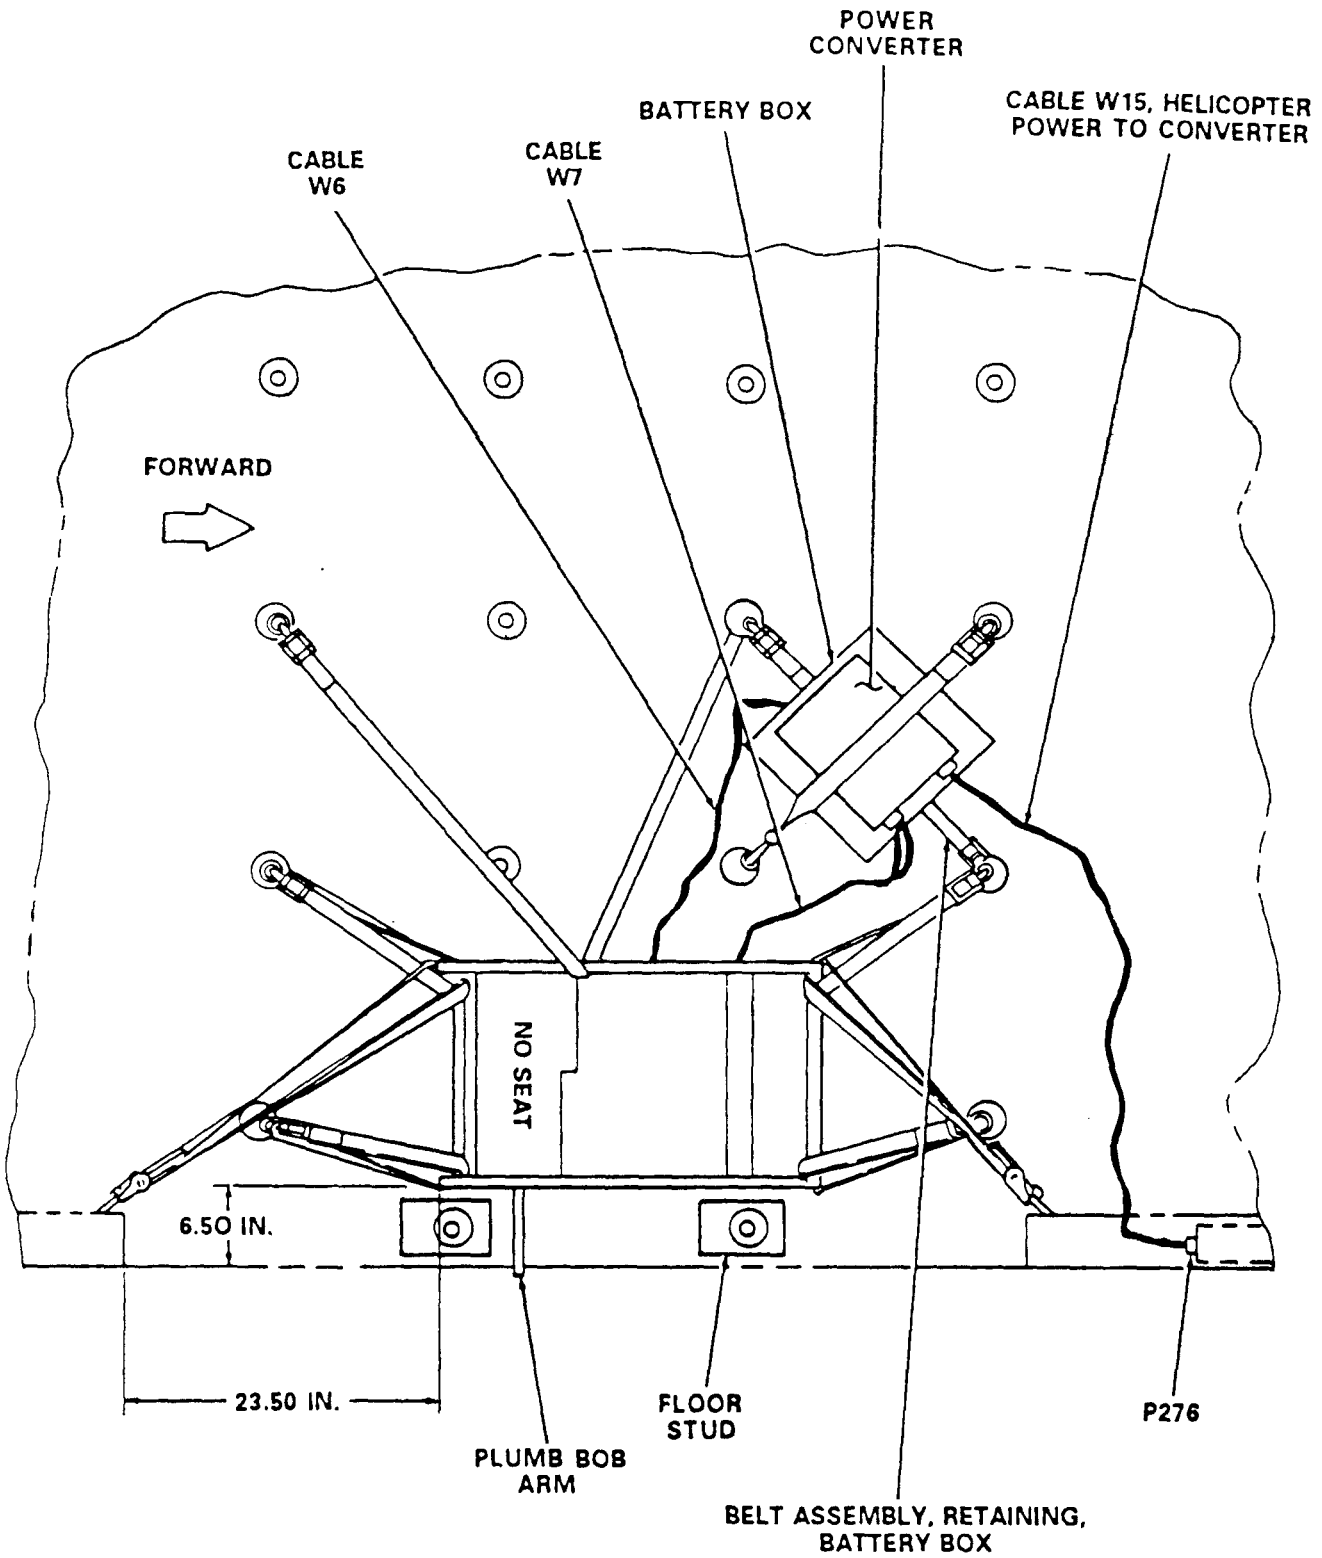 POWER
CONVERTER
BATTERY BOX
CABLE W15, HELICOPTER
POWER TO CONVERTER
CABLE
W6
CABLE
W7
FORWARD
NO SEAT
6.50 IN.
23.50 IN.
FLOOR
STUD
PLUMB BOB
ARM
P276
BELT ASSEMBLY, RETAINING,
BATTERY BOX